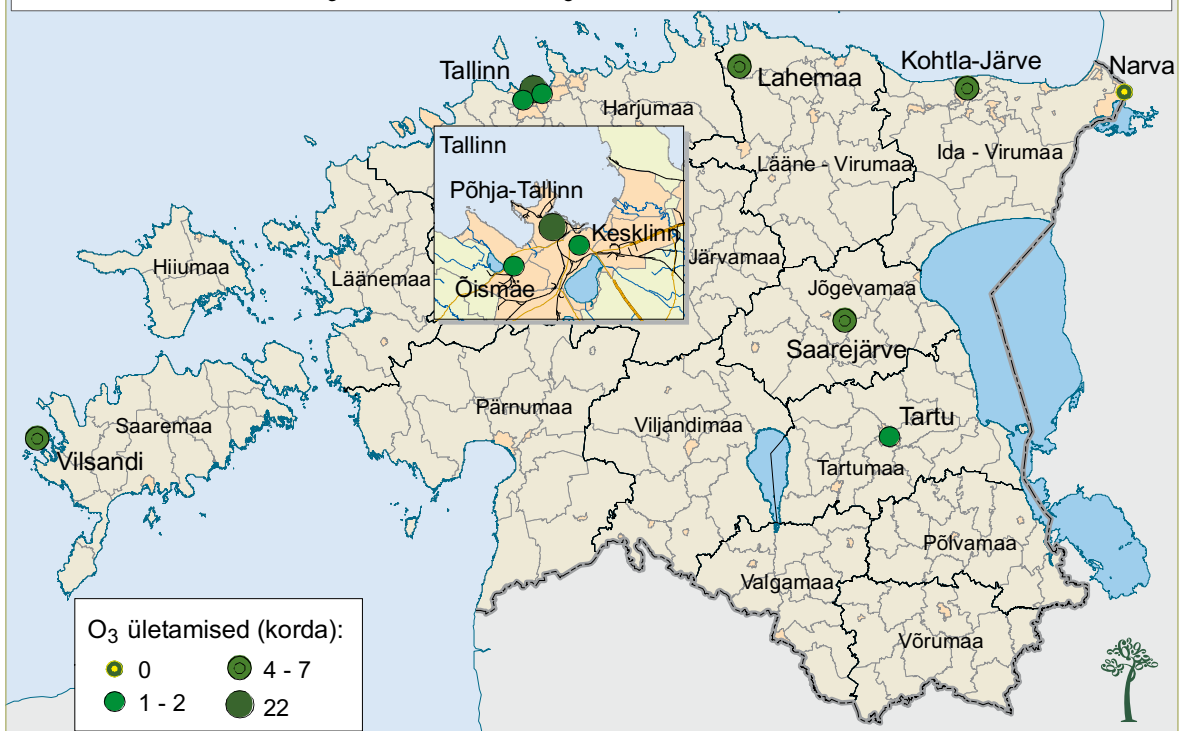 Tallinn
Lahemaa
Kohtla-Järve
Narva
Harjumaa
Ida - Virumaa
Lääne - Virumaa
Tallinn
Põhja-Tallinn
Kesklinn
Õismäe
Järvamaa
Hiiumaa
Läänemaa
Jõgevamaa
Saarejärve
Pärnumaa
Viljandimaa
Tartu
Saaremaa
Vilsandi
Tartumaa
Põlvamaa
Valgamaa
Võrumaa
O3 ületamised (korda):
0
4 - 7
1 - 2
22